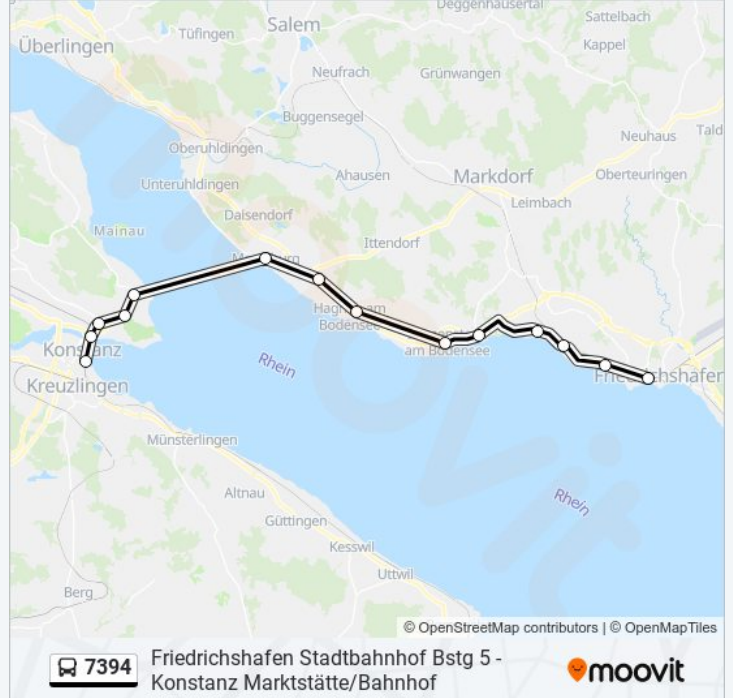 Deggenhausertal
Salem
Sattelbach
Tüfingen
Überlingen
Kappel
Neufrach
Grünwangen
Buggensegel
Neuhaus
Oberuhldingen
Ahausen
Markdorf
Oberteuringen
Unteruhldingen
Leimbach
Daisendorf
Mainau
Ittendorf
Bodensee
Konstanz
am Bodensee
Rhein
Kreuzlingen
Friedrichshafen
Münsterlingen
Altnau
Rhein
Güttingen
Kesswil
Uttwil
Berg
© OpenStreetMap contributors | © OpenMapTiles
7394
Friedrichshafen Stadtbahnhof Bstg 5 -
Konstanz Marktstätte/Bahnhof
moovit